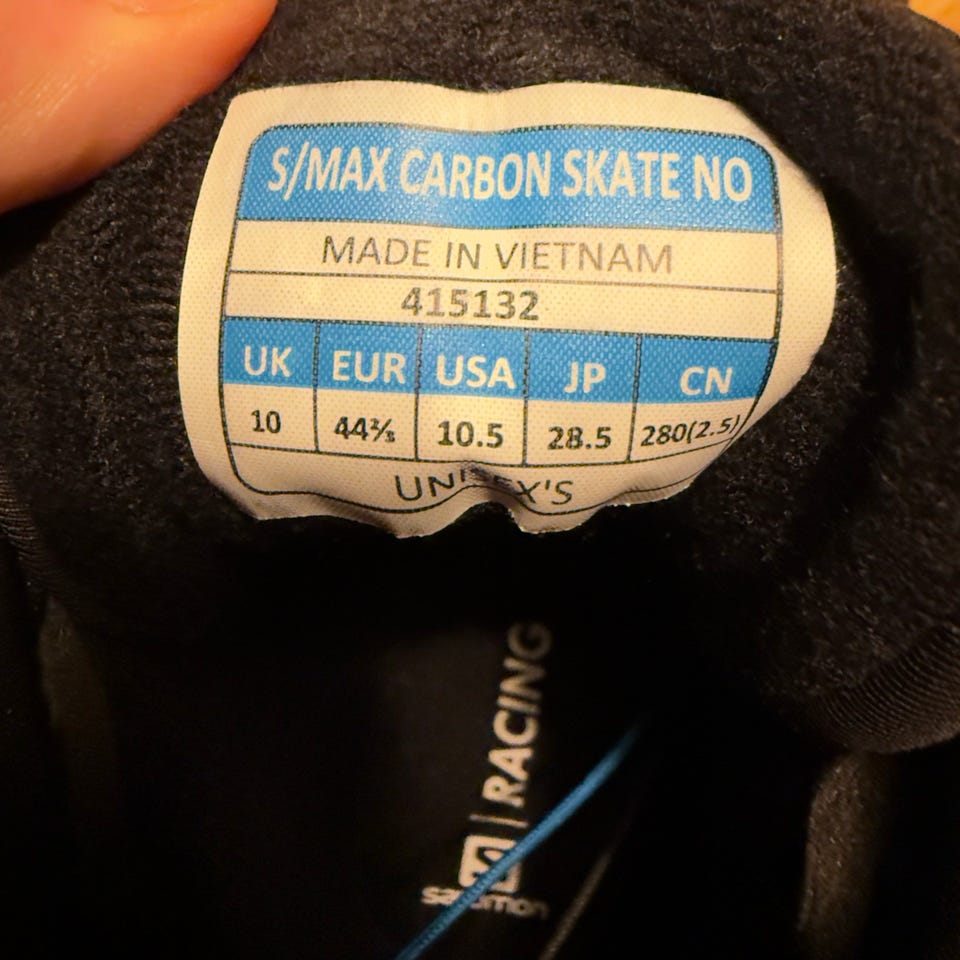 S/MAX CARBON SKATE NO
MADE IN VIETNAM
415132
UK EUR USA JP CN
10 44⅔ 10.5 28.5 280(2.5)
UNISEX'S
RACING
salomon